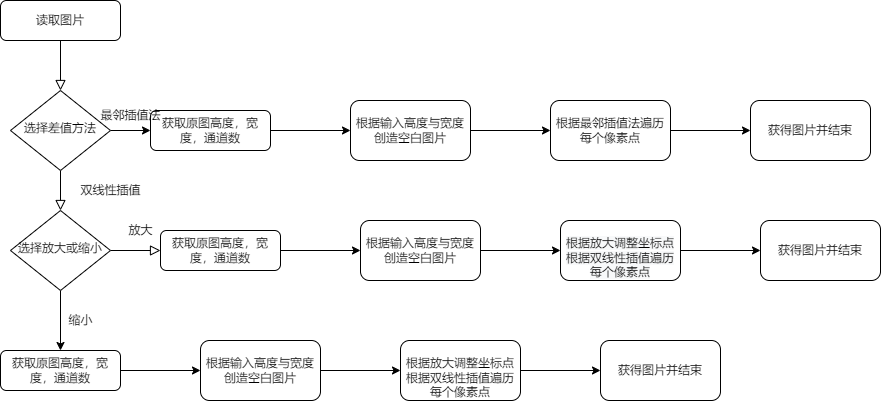 读取图片
最邻插值法
选择差值方法
获取原图高度，宽
度，通道数
根据输入高度与宽度
创造空白图片
根据最邻插值法遍历
每个像素点
获得图片并结束
双线性插值
放大
选择放大或缩小
获取原图高度，宽
度，通道数
根据输入高度与宽度
创造空白图片
根据放大调整坐标点
根据双线性插值遍历
每个像素点
获得图片并结束
缩小
获取原图高度，宽
度，通道数
根据输入高度与宽度
创造空白图片
根据放大调整坐标点
根据双线性插值遍历
每个像素点
获得图片并结束